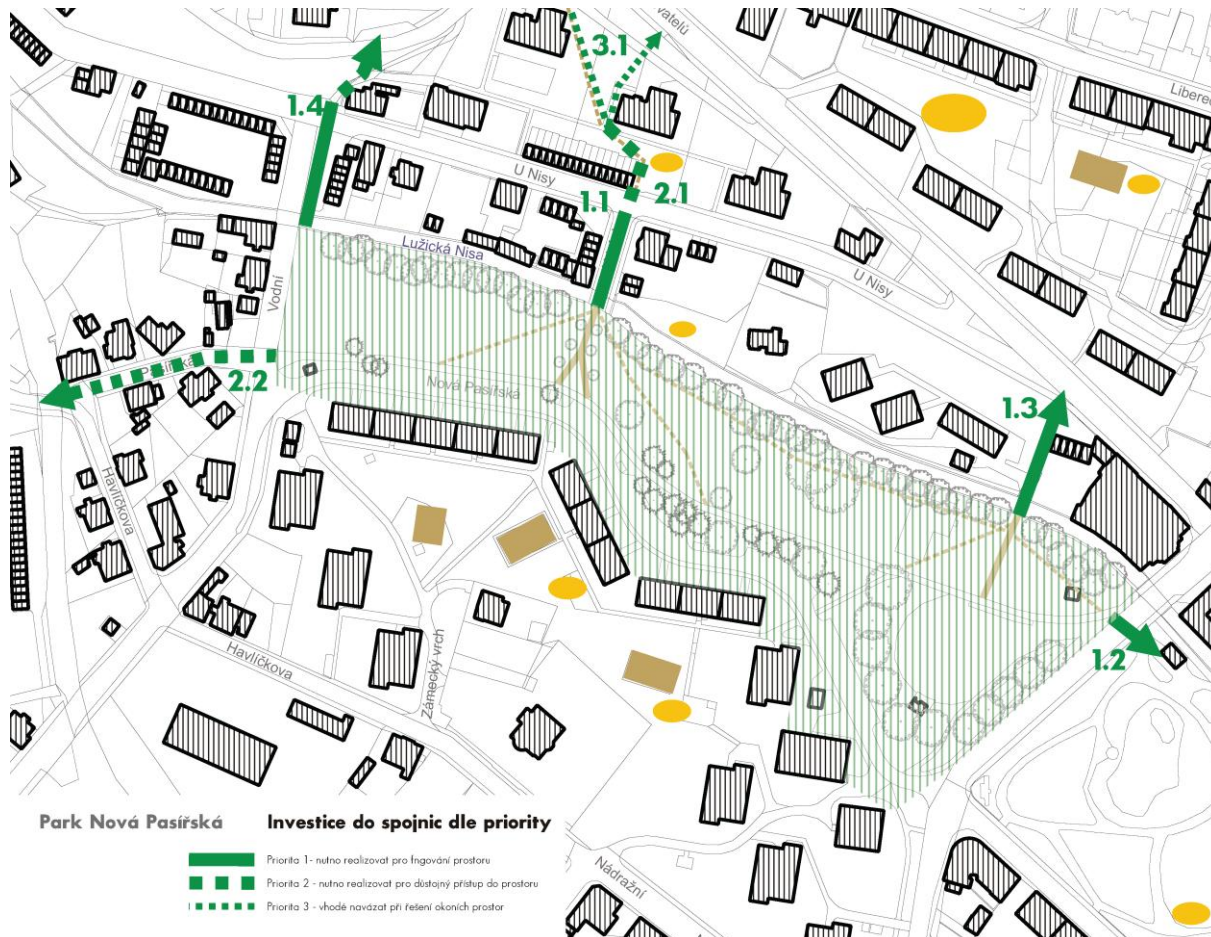 3.1
vatelů
Liberec
1.4
U Nisy
1.1
2.1
Lužická Nisa
U Nisy
Vodní
Pasířská
2.2
Nová Pasířská
1.3
Havlíčkova
1.2
Havlíčkova
Zámecký vrch
Park Nová Pasířská
Investice do spojnic dle priority
Priorita 1- nutno realizovat pro fngování prostoru
Priorita 2 - nutno realizovat pro důstojný přístup do prostoru
Priorita 3 - vhodé navázat při řešení okoních prostor
Nádražní